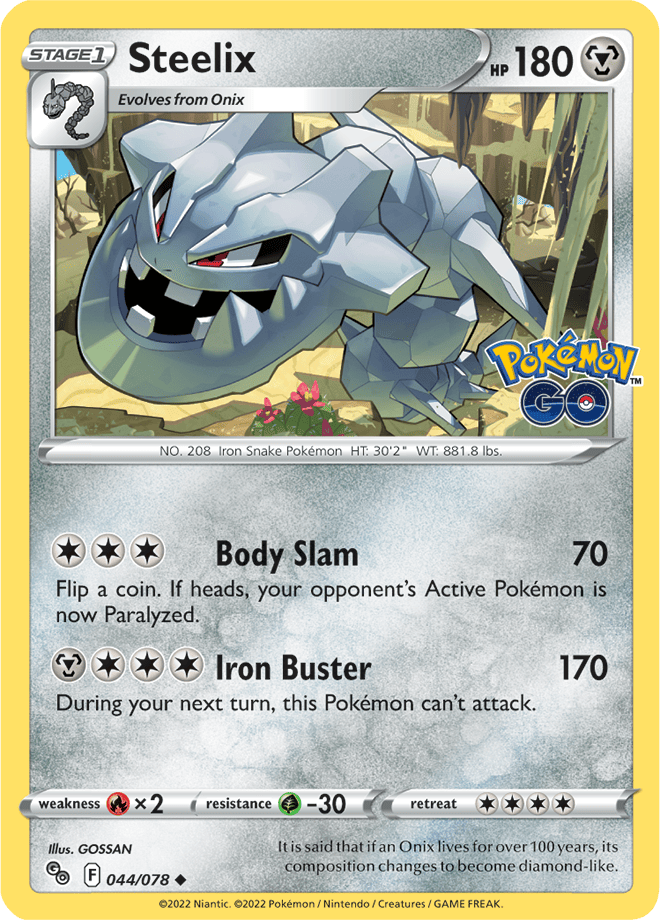 STAGE 1
Steelix
HP 180
Evolves from Onix
POKÉMON™
GO
NO. 208 Iron Snake Pokémon HT: 30'2" WT: 881.8 lbs.
Body Slam 70
Flip a coin. If heads, your opponent's Active Pokémon is
now Paralyzed.
Iron Buster 170
During your next turn, this Pokémon can't attack.
weakness ×2 resistance -30 retreat
Illus. GOSSAN
It is said that if an Onix lives for over 100 years, its
composition changes to become diamond-like.
GO F 044/078
©2022 Niantic. ©2022 Pokémon / Nintendo / Creatures / GAME FREAK.